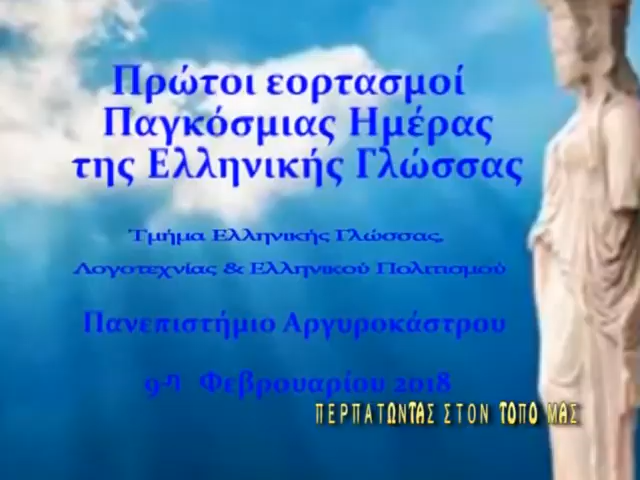 Πρώτοι εορτασμοί
Παγκόσμιας Ημέρας
της Ελληνικής Γλώσσας
Τμήμα Ελληνικής Γλώσσας,
Λογοτεχνίας & Ελληνικού Πολιτισμού
Πανεπιστήμιο Αργυροκάστρου
9-η Φεβρουαρίου 2018
ΠΕΡΠΑΤΩΝΤΑΣ ΣΤΟΝ ΤΟΠΟ ΜΑΣ